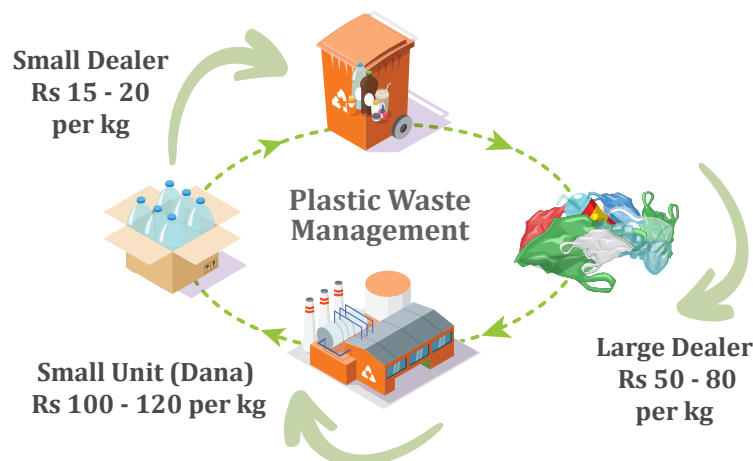 Small Dealer
Rs 15 - 20
per kg
Plastic Waste
Management
Large Dealer
Rs 50 - 80
per kg
Small Unit (Dana)
Rs 100 - 120 per kg